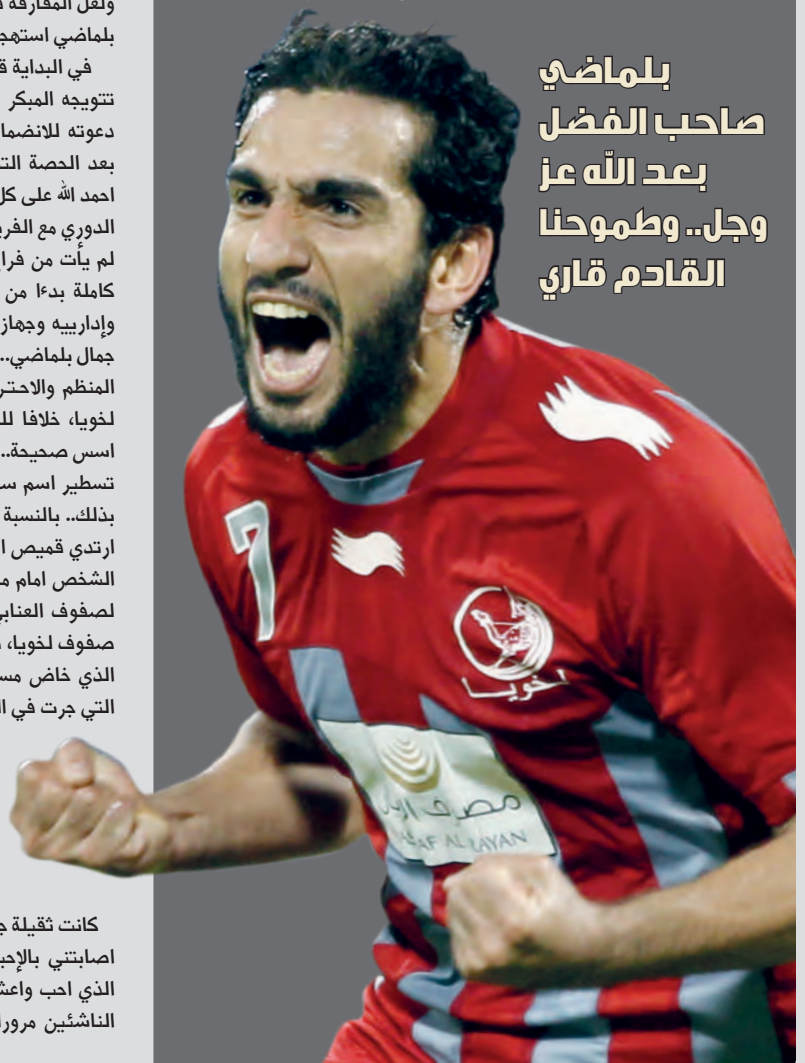 بلماضي
صاحب الفضل
بعد الله عز
وجل.. وطموحنا
القادم قاري
ولعل المفارقة
بلماضي استهج
في البداية ق
تتويجه المبكر
دعوته للانضما
بعد الحصة الت
احمد الله على كل
الدوري مع الفري
لم يأت من فرا
كاملة بدءا من
وإدارييه وجهاز
جمال بلماضي..
المنظم والاحتر
لخويا، خلافا لل
اسس صحيحة..
تسطير اسم س
بذلك.. بالنسبة
ارتدي قميص ا
الشخص امام م
لصفوف العنابي
صفوف لخويا،
الذي خاض مس
التي جرت في ال
كانت ثقيلة ج
اصابتني بالإحب
الذي احب واعش
الناشئين مرورا
7
لخويا
مصرف الريان
MASRAF AL RAYAN